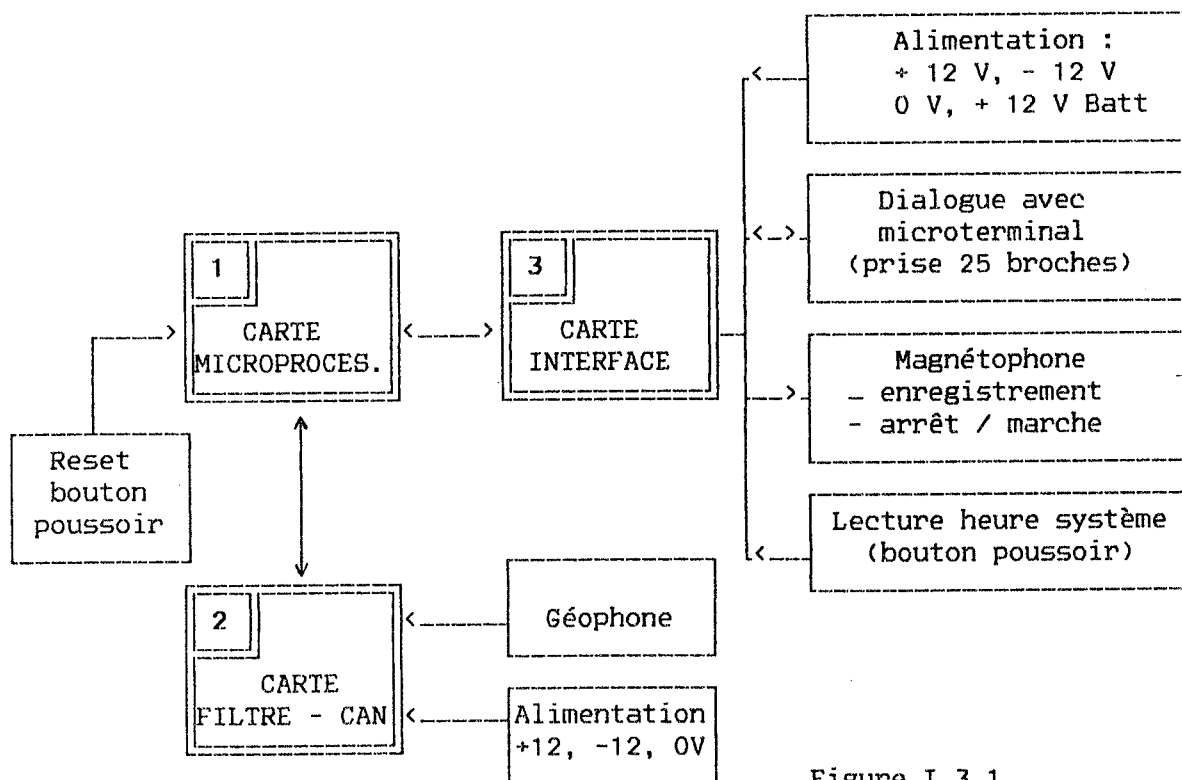 Alimentation :
+ 12 V, - 12 V
0 V, + 12 V Batt
Dialogue avec
microterminal
(prise 25 broches)
1
CARTE
MICROPROCES.
3
CARTE
INTERFACE
Magnétophone
_ enregistrement
- arrêt / marche
Reset
bouton
poussoir
Lecture heure système
(bouton poussoir)
2
CARTE
FILTRE - CAN
Géophone
Alimentation
+12, -12, 0V
Figure I.3.1